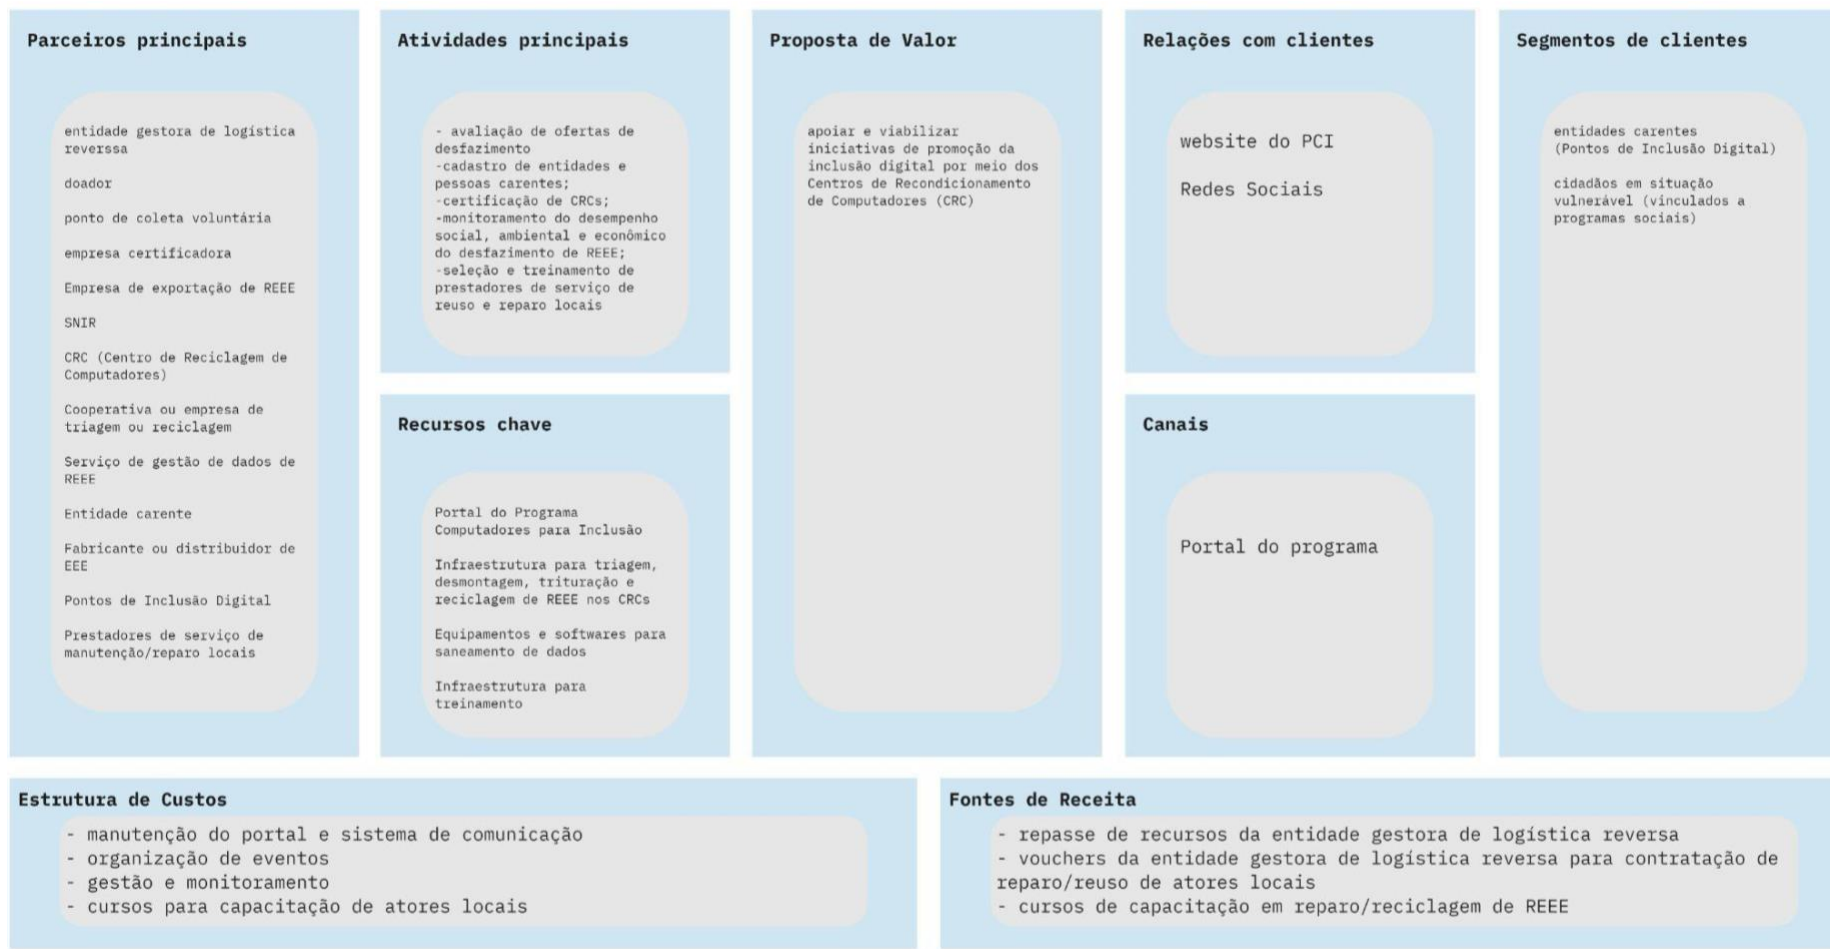 Parceiros principais
entidade gestora de logística
reverssa
doador
ponto de coleta voluntária
empresa certificadora
Empresa de exportação de REEE
SNIR
CRC (Centro de Reciclagem de
Computadores)
Cooperativa ou empresa de
triagem ou reciclagem
Serviço de gestão de dados de
REEE
Entidade carente
Fabricante ou distribuidor de
EEE
Pontos de Inclusão Digital
Prestadores de serviço de
manutenção/reparo locais
Atividades principais
- avaliação de ofertas de
desfazimento
-cadastro de entidades e
pessoas carentes;
-certificação de CRCs;
-monitoramento do desempenho
social, ambiental e econômico
do desfazimento de REEE;
-seleção e treinamento de
prestadores de serviço de
reuso e reparo locais
Recursos chave
Portal do Programa
Computadores para Inclusão
Infraestrutura para triagem,
desmontagem, trituração e
reciclagem de REEE nos CRCs
Equipamentos e softwares para
saneamento de dados
Infraestrutura para
treinamento
Proposta de Valor
apoiar e viabilizar
iniciativas de promoção da
inclusão digital por meio dos
Centros de Recondicionamento
de Computadores (CRC)
Relações com clientes
website do PCI
Redes Sociais
Canais
Portal do programa
Segmentos de clientes
entidades carentes
(Pontos de Inclusão Digital)
cidadãos em situação
vulnerável (vinculados a
programas sociais)
Estrutura de Custos
- manutenção do portal e sistema de comunicação
- organização de eventos
- gestão e monitoramento
- cursos para capacitação de atores locais
Fontes de Receita
- repasse de recursos da entidade gestora de logística reversa
- vouchers da entidade gestora de logística reversa para contratação de
reparo/reuso de atores locais
- cursos de capacitação em reparo/reciclagem de REEE